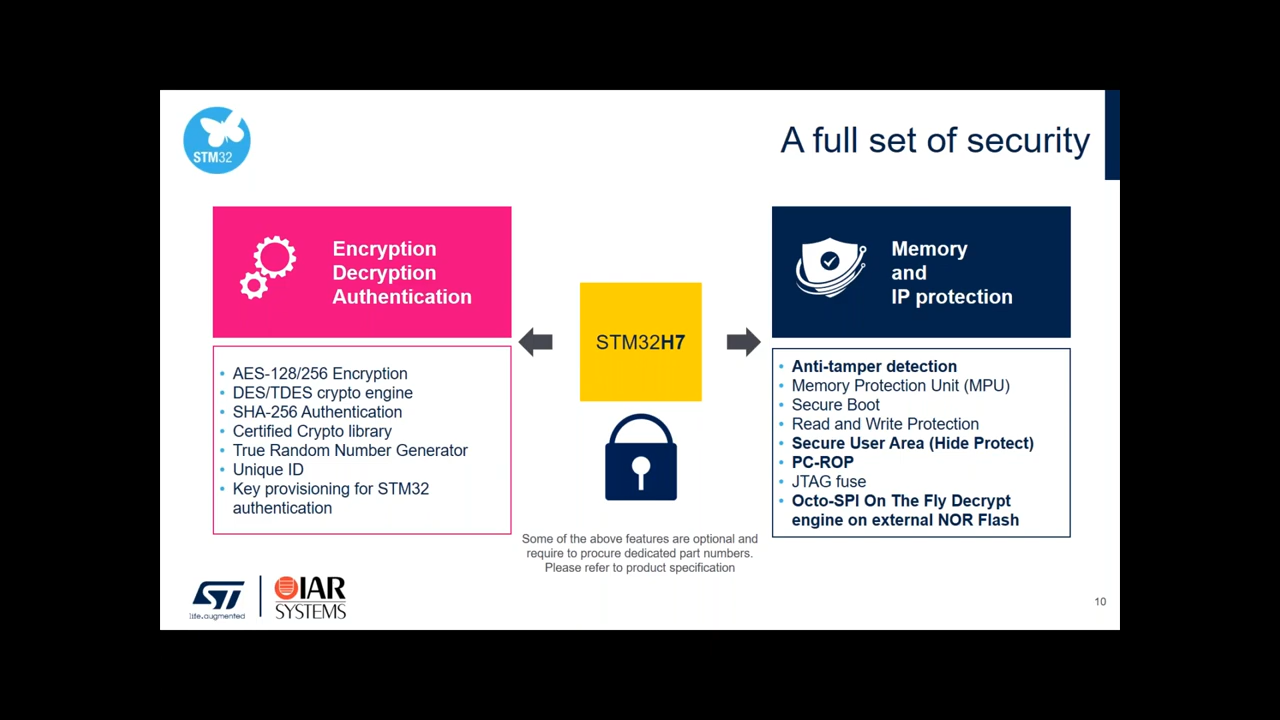 STM32
A full set of security
Encryption
Decryption
Authentication
• AES-128/256 Encryption
• DES/TDES crypto engine
• SHA-256 Authentication
• Certified Crypto library
• True Random Number Generator
• Unique ID
• Key provisioning for STM32
authentication
STM32H7
Some of the above features are optional and
require to procure dedicated part numbers.
Please refer to product specification
Memory
and
IP protection
• Anti-tamper detection
• Memory Protection Unit (MPU)
• Secure Boot
• Read and Write Protection
• Secure User Area (Hide Protect)
• PC-ROP
• JTAG fuse
• Octo-SPI On The Fly Decrypt
engine on external NOR Flash
ST
life.augmented
IAR
SYSTEMS
10